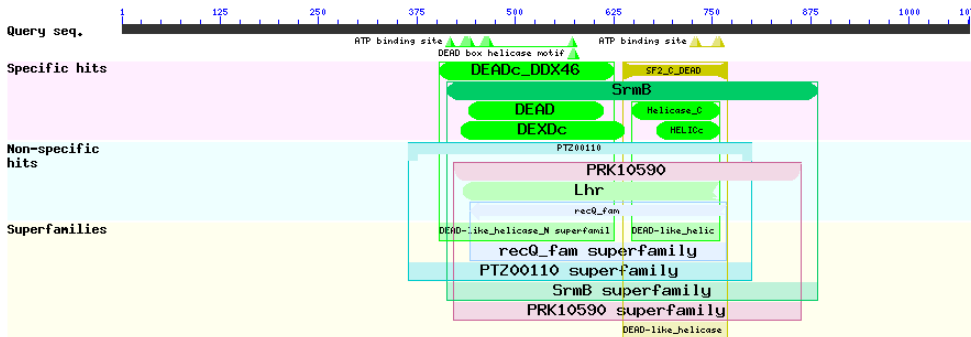 1 125 250 375 500 625 750 875 1000 107
Query seq.
ATP binding site ATP binding site
DEAD box helicase motif
Specific hits DEADc_DDX46 SF2_C_DEAD
SrmB
DEAD Helicase_C
DEXDc HELICc
Non-specific hits PTZ00110
PRK10590
Lhr
recQ_fam
Superfamilies DEAD-like_helicase_N superfamil DEAD-like_helic
recQ_fam superfamily
PTZ00110 superfamily
SrmB superfamily
PRK10590 superfamily
DEAD-like_helicase